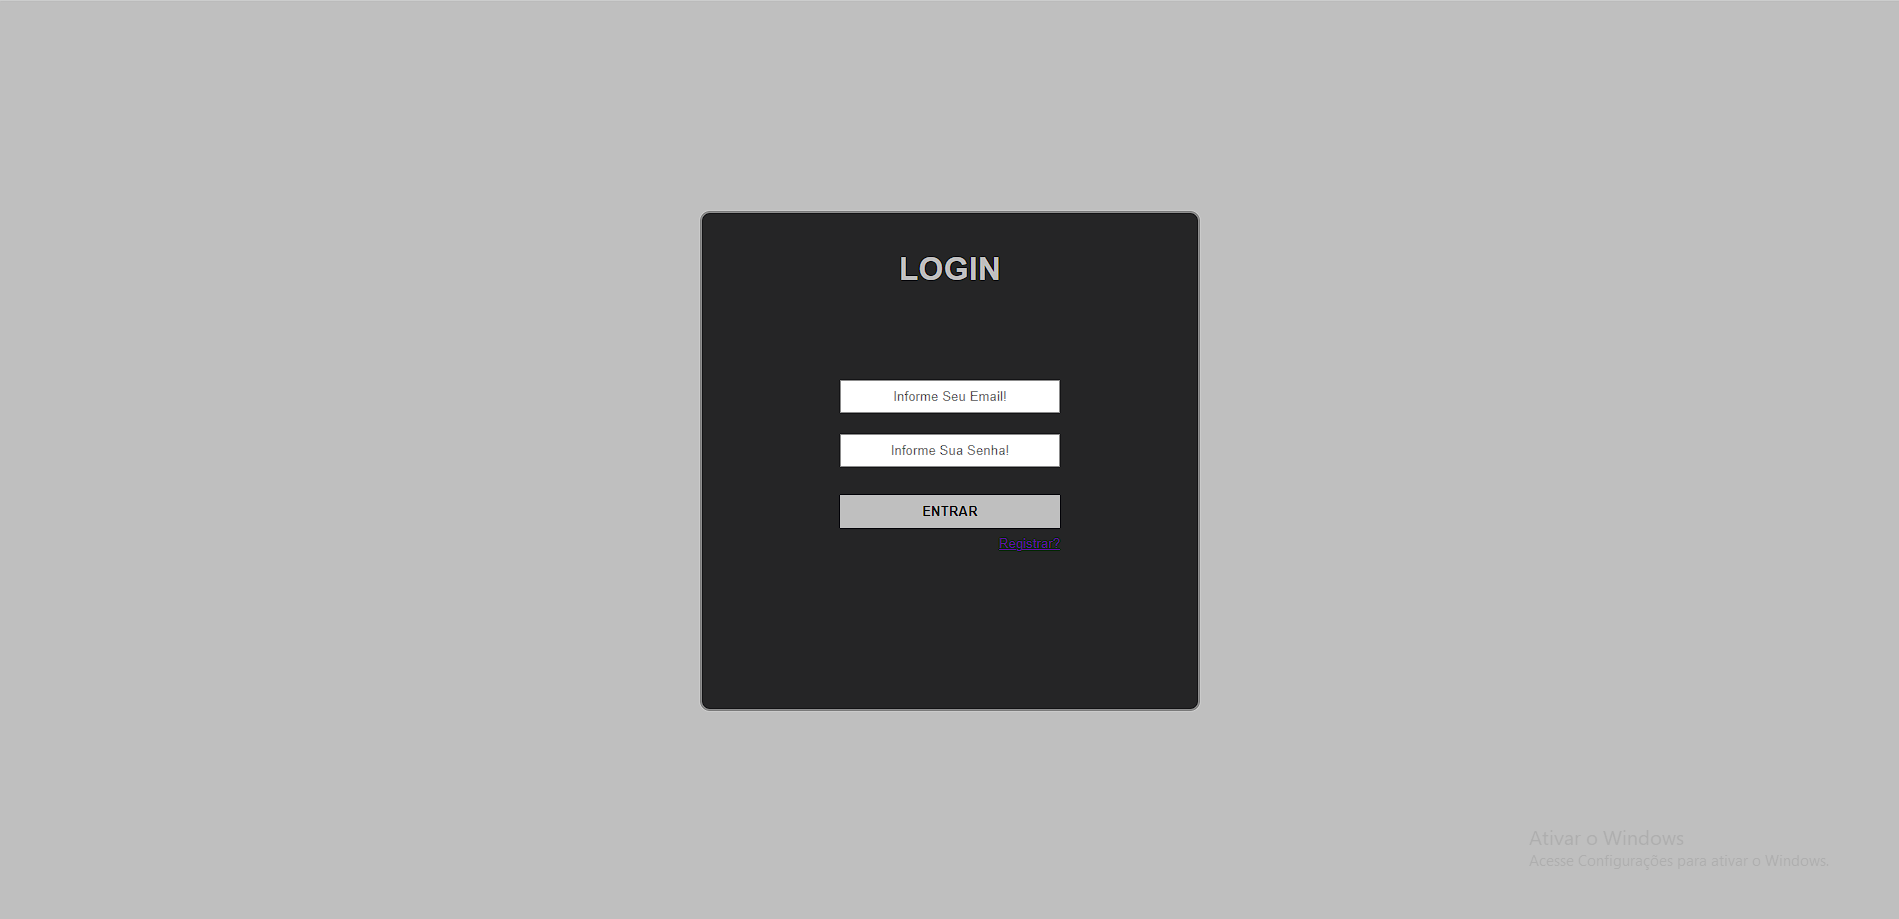 LOGIN
Informe Seu Email!
Informe Sua Senha!
ENTRAR
Registrar?
Ativar o Windows
Acesse Configurações para ativar o Windows.